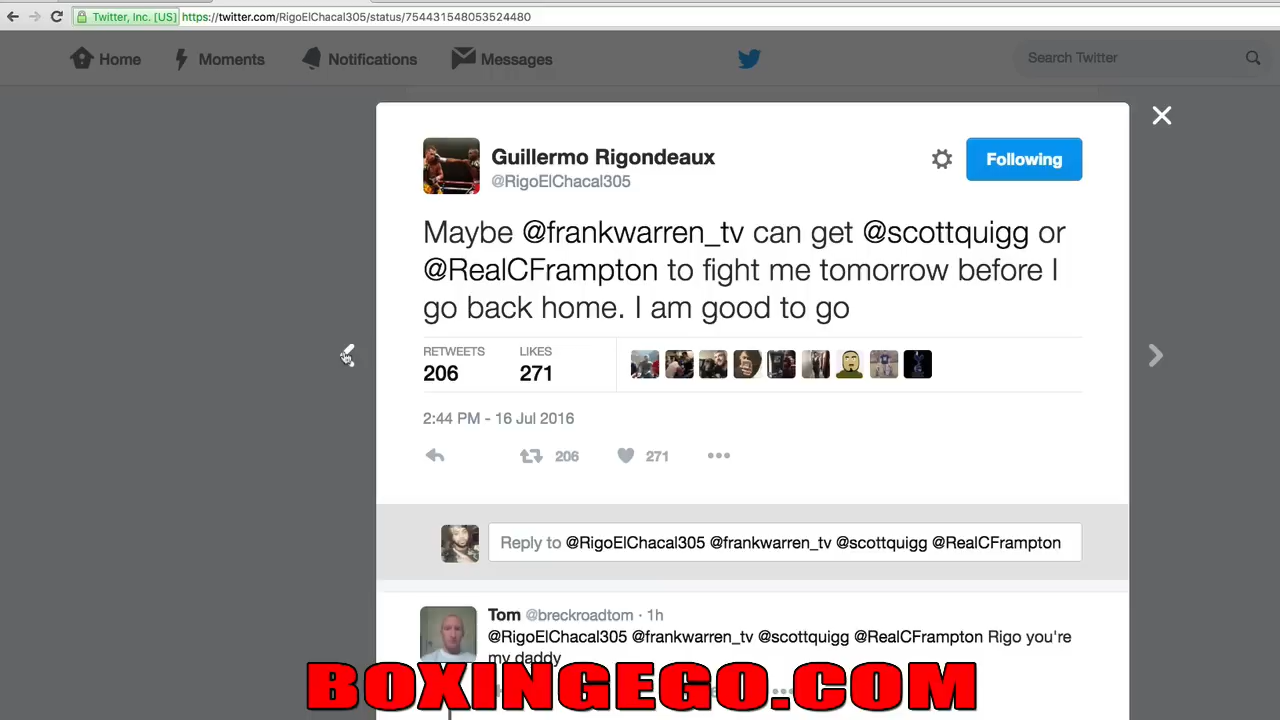 Twitter, Inc. [US] https://twitter.com/RigoElChacal305/status/754431548053524480
Home Moments Notifications Messages Search Twitter
Guillermo Rigondeaux
@RigoElChacal305
Following
Maybe @frankwarren_tv can get @scottquigg or
@RealCFrampton to fight me tomorrow before I
go back home. I am good to go
RETWEETS LIKES
206 271
2:44 PM - 16 Jul 2016
206 271
Reply to @RigoElChacal305 @frankwarren_tv @scottquigg @RealCFrampton
Tom @breckroadtom · 1h
@RigoElChacal305 @frankwarren_tv @scottquigg @RealCFrampton Rigo you're
my daddy
BOXINGEGO.COM